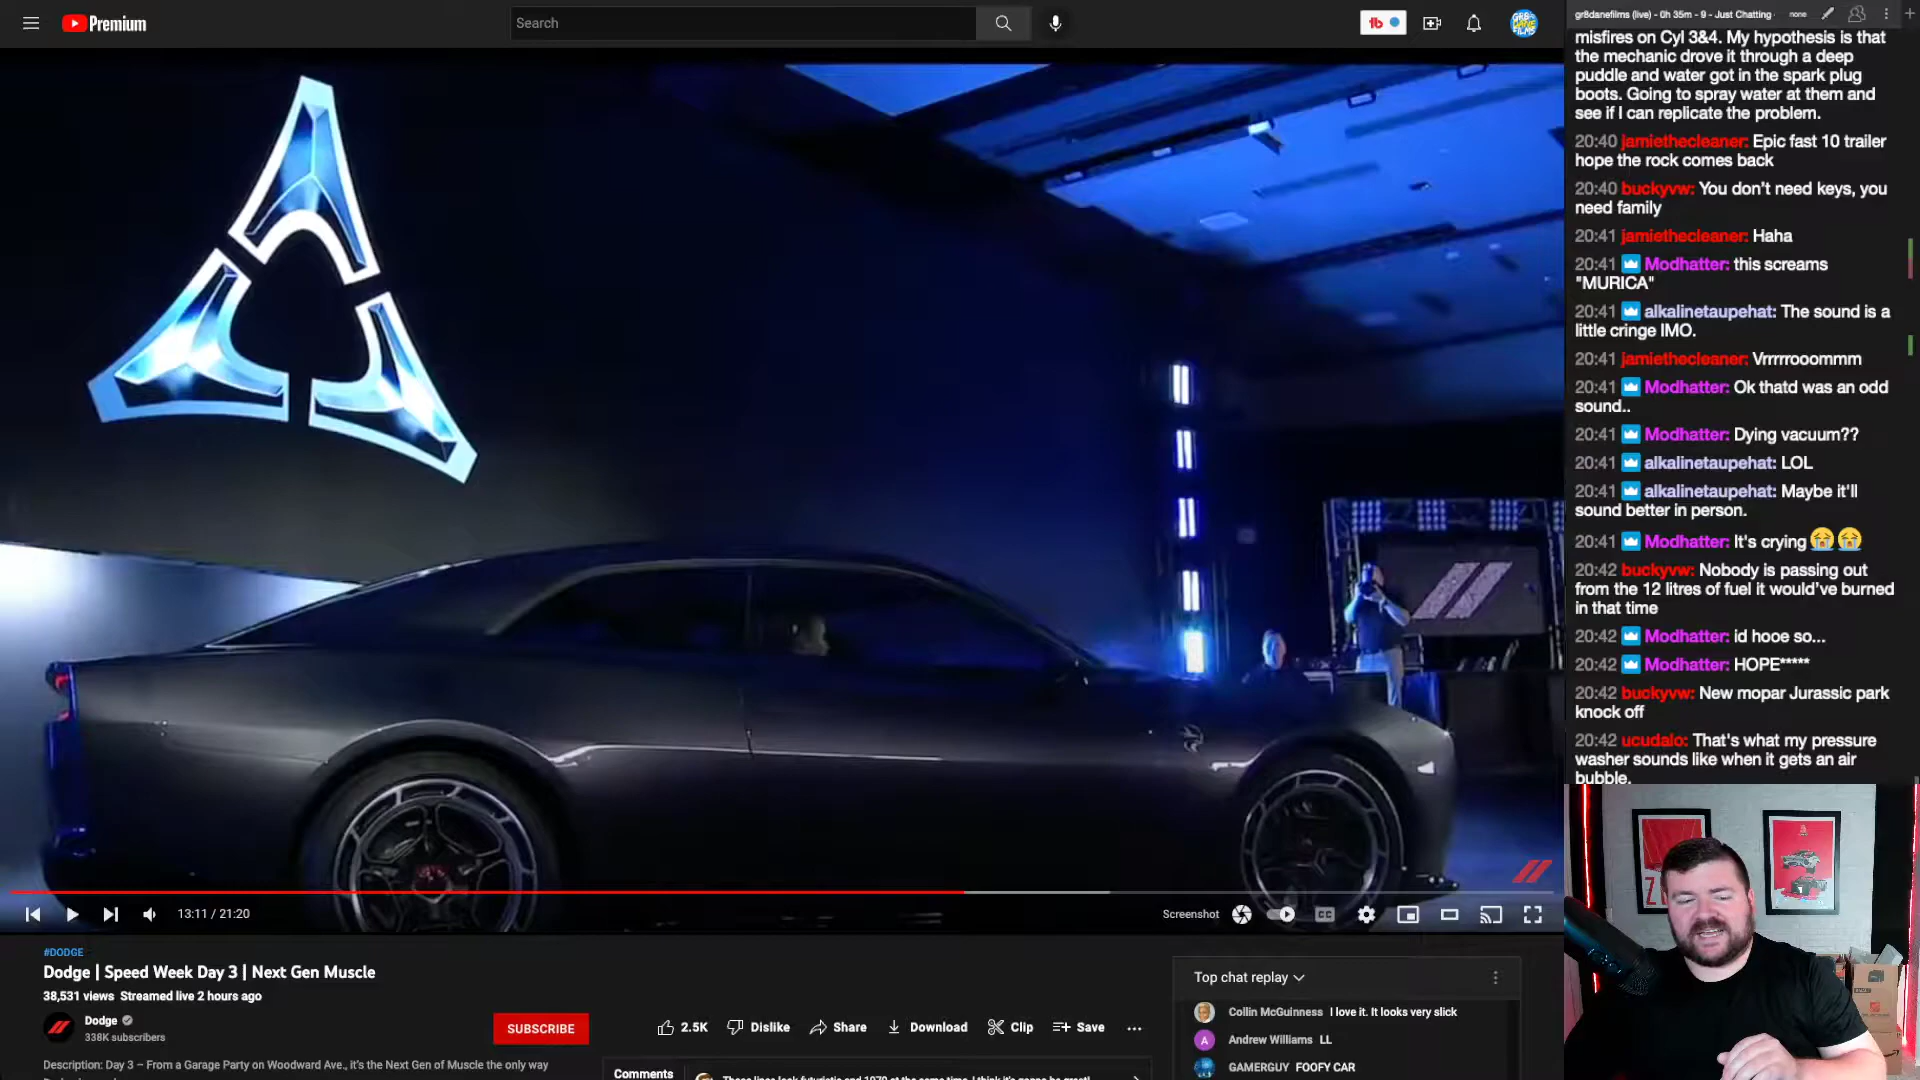 Premium
Search
gr8danefilms (live) - 0h 35m - 9 - Just Chatting
none
misfires on Cyl 3&4. My hypothesis is that
the mechanic drove it through a deep
puddle and water got in the spark plug
boots. Going to spray water at them and
see if I can replicate the problem.
20:40 jamiethecleaner: Epic fast 10 trailer
hope the rock comes back
20:40 buckyvw: You don't need keys, you
need family
20:41 jamiethecleaner: Haha
20:41 Modhatter: this screams
"MURICA"
20:41 alkalinetaupehat: The sound is a
little cringe IMO.
20:41 jamiethecleaner: Vrrrrrooommm
20:41 Modhatter: Ok thatd was an odd
sound..
20:41 Modhatter: Dying vacuum??
20:41 alkalinetaupehat: LOL
20:41 alkalinetaupehat: Maybe it'll
sound better in person.
20:41 Modhatter: It's crying😭😭
20:42 buckyvw: Nobody is passing out
from the 12 litres of fuel it would've burned
in that time
20:42 Modhatter: id hooe so...
20:42 Modhatter: HOPE*****
20:42 buckyvw: New mopar Jurassic park
knock off
20:42 ucudalo: That's what my pressure
washer sounds like when it gets an air
bubble.
13:11 / 21:20
Screenshot
#DODGE
Dodge | Speed Week Day 3 | Next Gen Muscle
38,531 views Streamed live 2 hours ago
Dodge
338K subscribers
SUBSCRIBE
2.5K Dislike Share Download Clip Save
Description: Day 3 – From a Garage Party on Woodward Ave., it's the Next Gen of Muscle the only way
Comments
Top chat replay
Collin McGuinness I love it. It looks very slick
A Andrew Williams LL
GAMERGUY FOOFY CAR